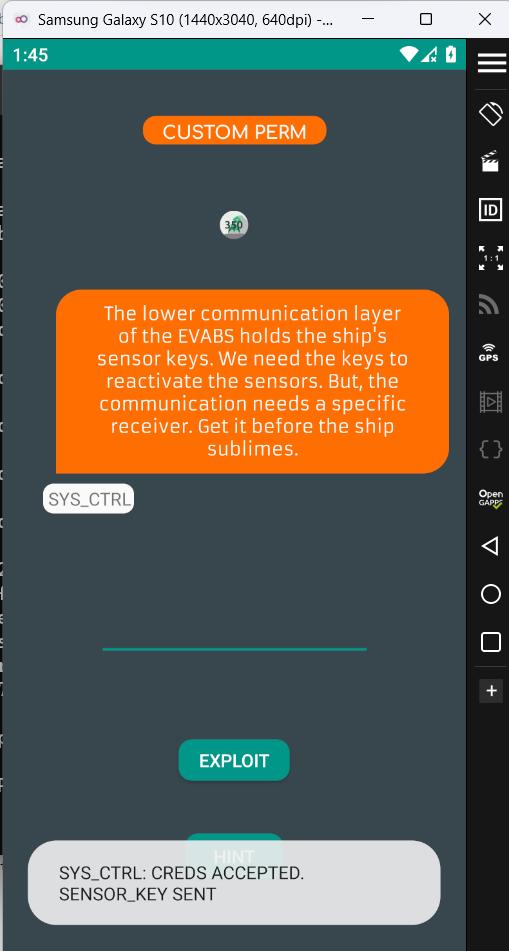 Samsung Galaxy S10 (1440x3040, 640dpi) -...
1:45
CUSTOM PERM
350
The lower communication layer
of the EVABS holds the ship's
sensor keys. We need the keys to
reactivate the sensors. But, the
communication needs a specific
receiver. Get it before the ship
sublimes.
SYS_CTRL
EXPLOIT
HINT
SYS_CTRL: CREDS ACCEPTED.
SENSOR_KEY SENT
ID
1:1
GPS
Open
GAPPS